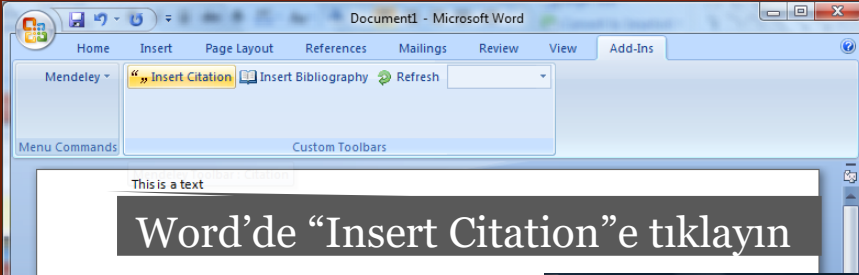 Document1 - Microsoft Word
Home Insert Page Layout References Mailings Review View Add-Ins
Mendeley “„ Insert Citation Insert Bibliography Refresh
Menu Commands Custom Toolbars
This is a text
Word’de “Insert Citation”e tıklayın